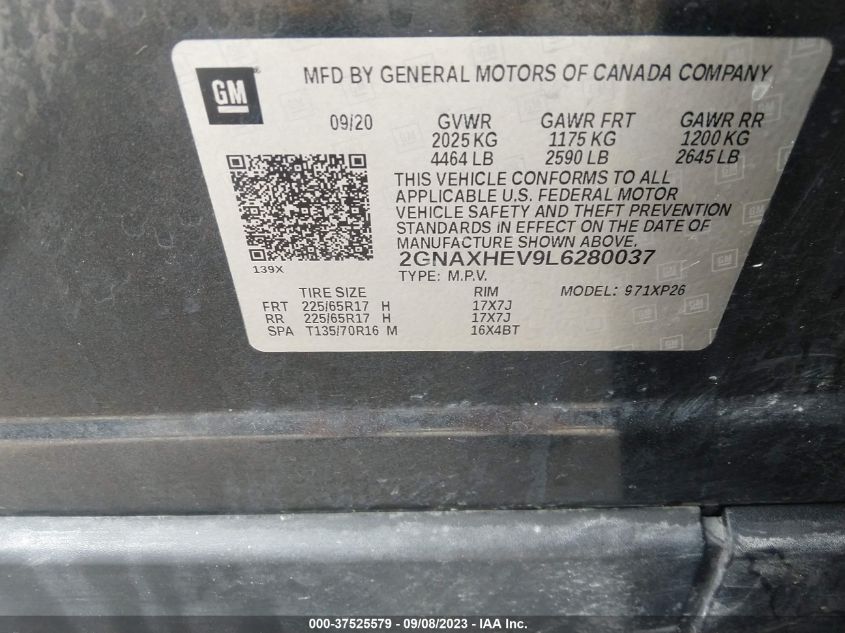 GM
MFD BY GENERAL MOTORS OF CANADA COMPANY
09/20 GVWR GAWR FRT GAWR RR
2025 KG 1175 KG 1200 KG
4464 LB 2590 LB 2645 LB
THIS VEHICLE CONFORMS TO ALL
APPLICABLE U.S. FEDERAL MOTOR
VEHICLE SAFETY AND THEFT PREVENTION
STANDARDS IN EFFECT ON THE DATE OF
MANUFACTURE SHOWN ABOVE.
139X
2GNAXHEV9L6280037
TYPE: M.P.V.
TIRE SIZE RIM MODEL: 971XP26
FRT 225/65R17 H 17X7J
RR 225/65R17 H 17X7J
SPA T135/70R16 M 16X4BT
000-37525579 - 09/08/2023 - IAA Inc.